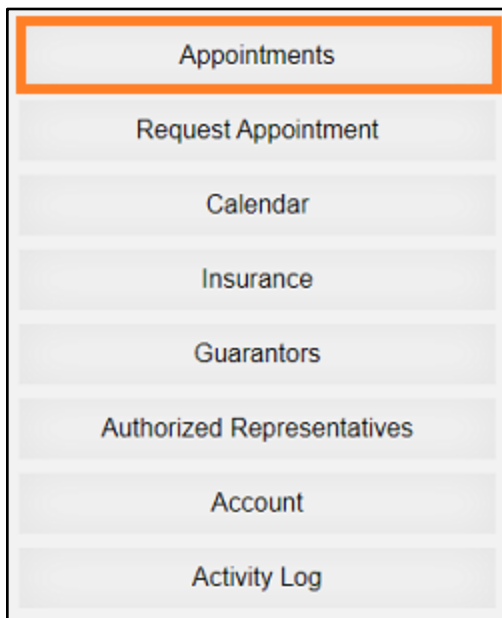 Appointments
Request Appointment
Calendar
Insurance
Guarantors
Authorized Representatives
Account
Activity Log